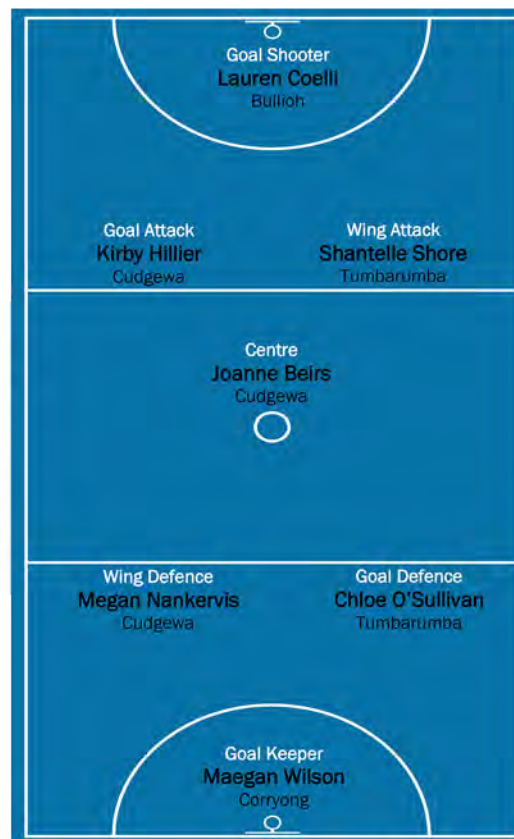 Goal Shooter
Lauren Coelli
Bullioh
Goal Attack
Kirby Hillier
Cudgewa
Wing Attack
Shantelle Shore
Tumbarumba
Centre
Joanne Beirs
Cudgewa
Wing Defence
Megan Nankervis
Cudgewa
Goal Defence
Chloe O'Sullivan
Tumbarumba
Goal Keeper
Maegan Wilson
Corryong